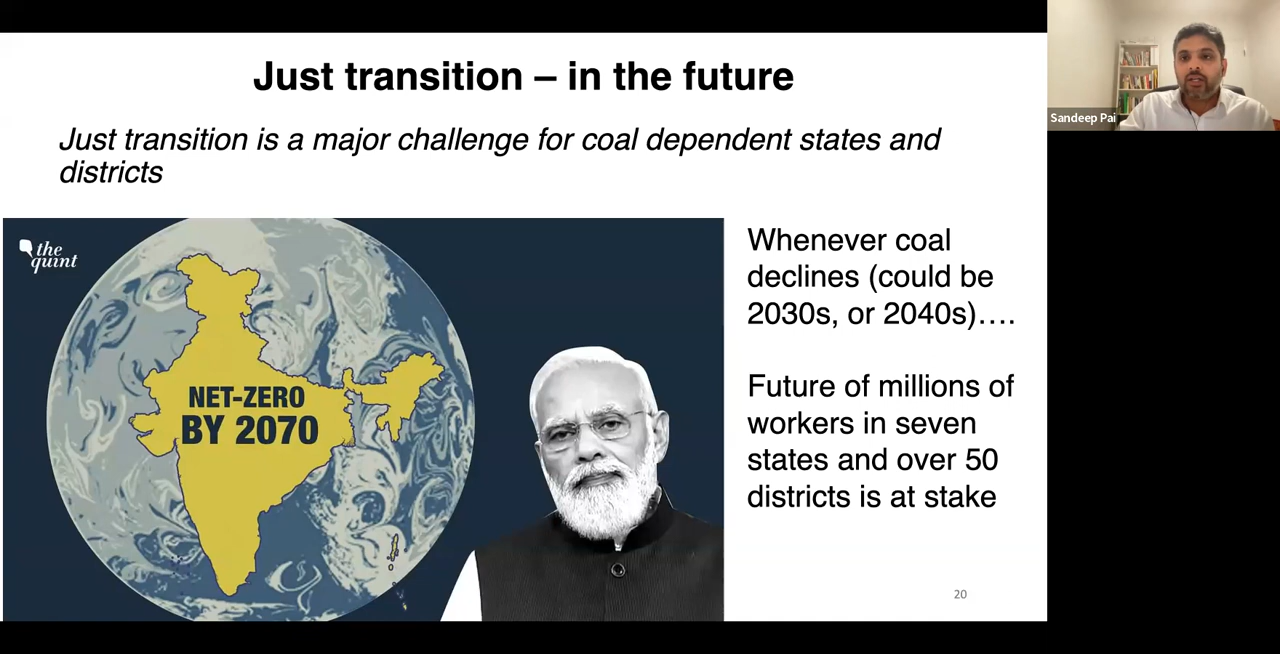 Just transition – in the future
Just transition is a major challenge for coal dependent states and
districts
the
quint
NET-ZERO
BY 2070
Whenever coal
declines (could be
2030s, or 2040s)….
Future of millions of
workers in seven
states and over 50
districts is at stake
20
Sandeep Pai